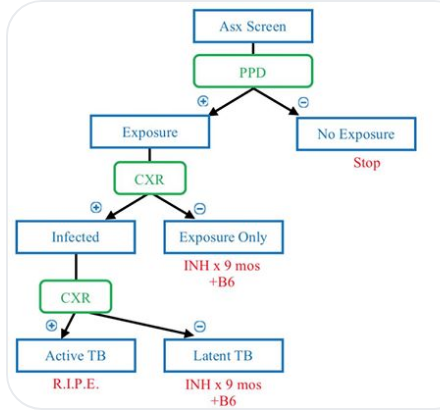 Asx Screen
PPD
⊕
⊖
Exposure
No Exposure
Stop
CXR
⊕
⊖
Infected
Exposure Only
INH x 9 mos
+B6
CXR
⊕
⊖
Active TB
Latent TB
R.I.P.E.
INH x 9 mos
+B6